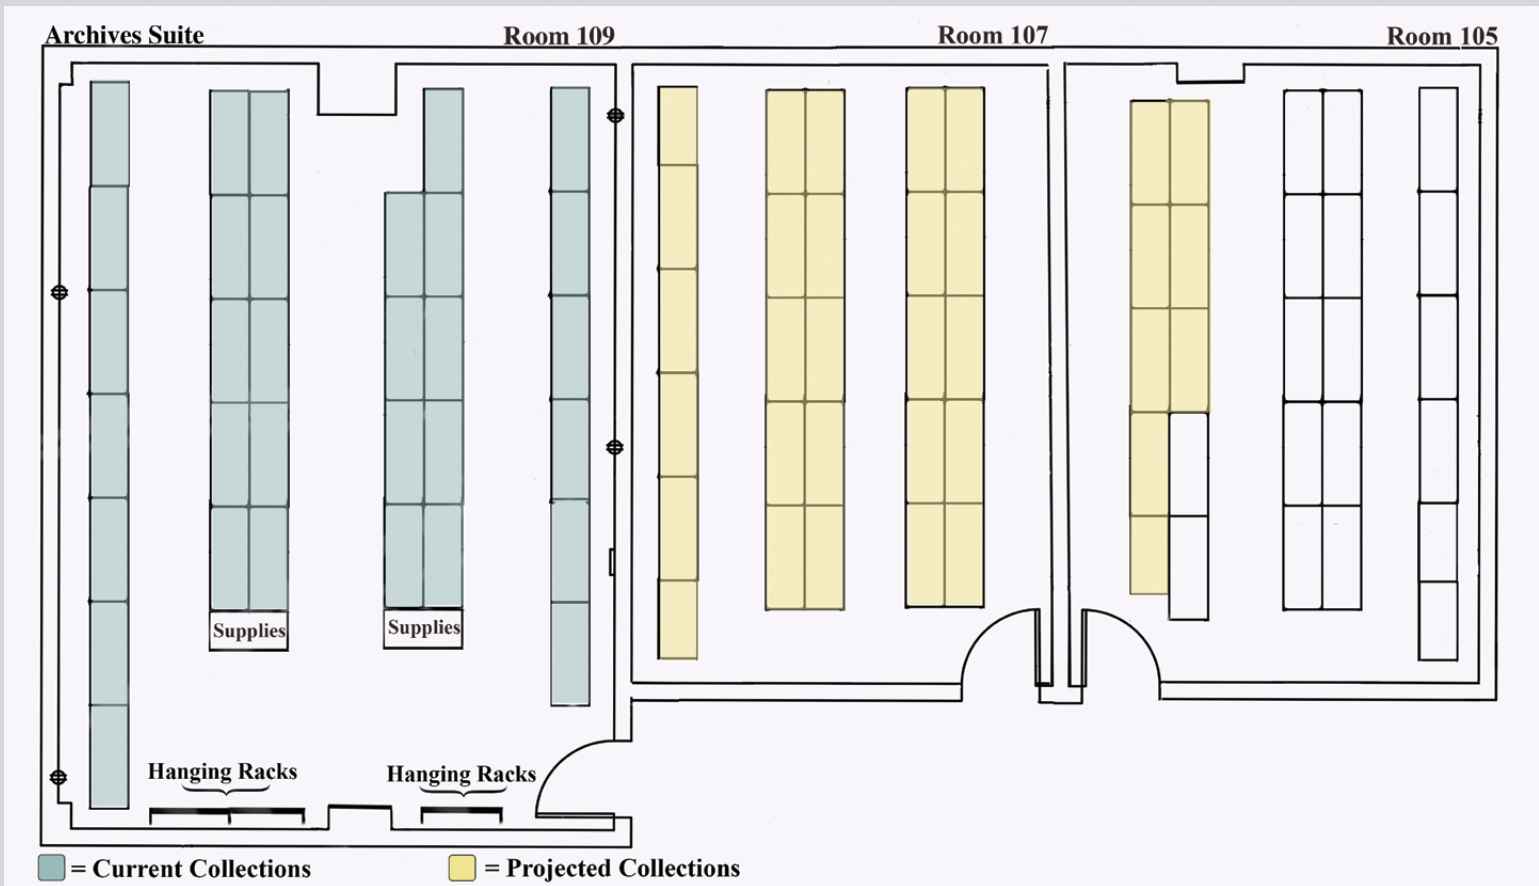 Archives Suite
Room 109
Room 107
Room 105
Supplies
Supplies
Hanging Racks
Hanging Racks
= Current Collections
= Projected Collections